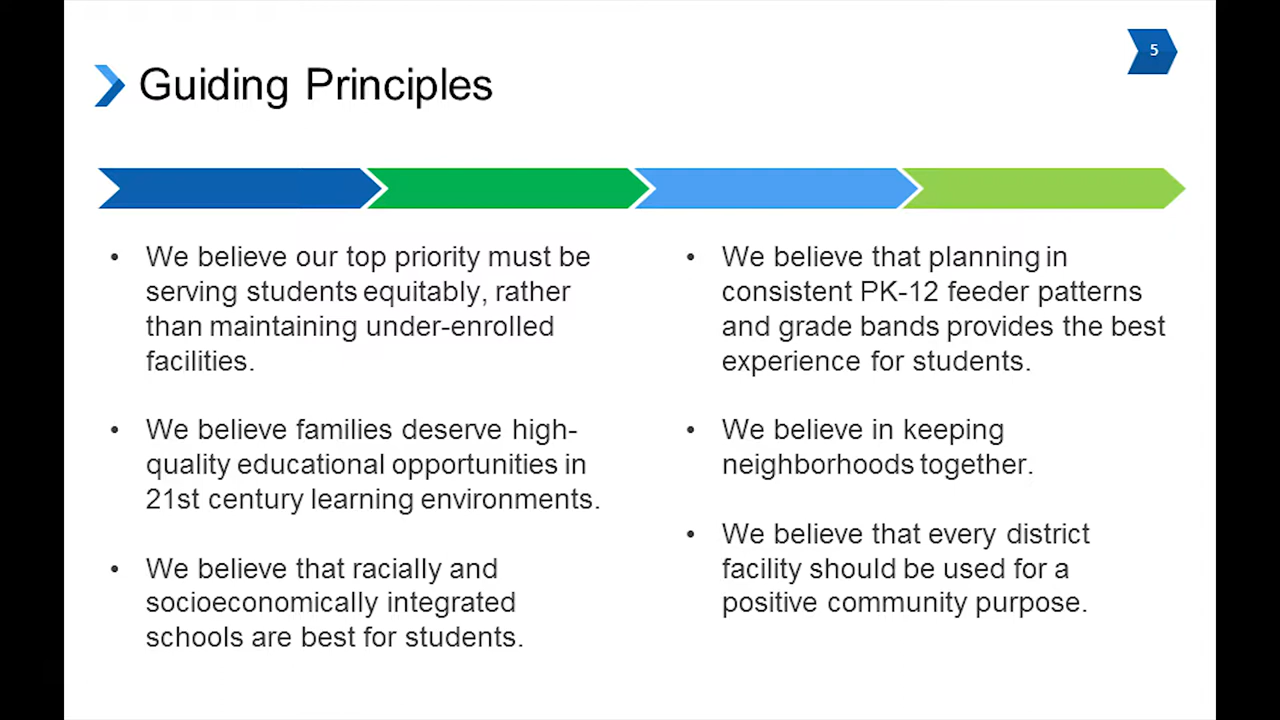 5
Guiding Principles
• We believe our top priority must be
serving students equitably, rather
than maintaining under-enrolled
facilities.
• We believe families deserve high-
quality educational opportunities in
21st century learning environments.
• We believe that racially and
socioeconomically integrated
schools are best for students.
• We believe that planning in
consistent PK-12 feeder patterns
and grade bands provides the best
experience for students.
• We believe in keeping
neighborhoods together.
• We believe that every district
facility should be used for a
positive community purpose.